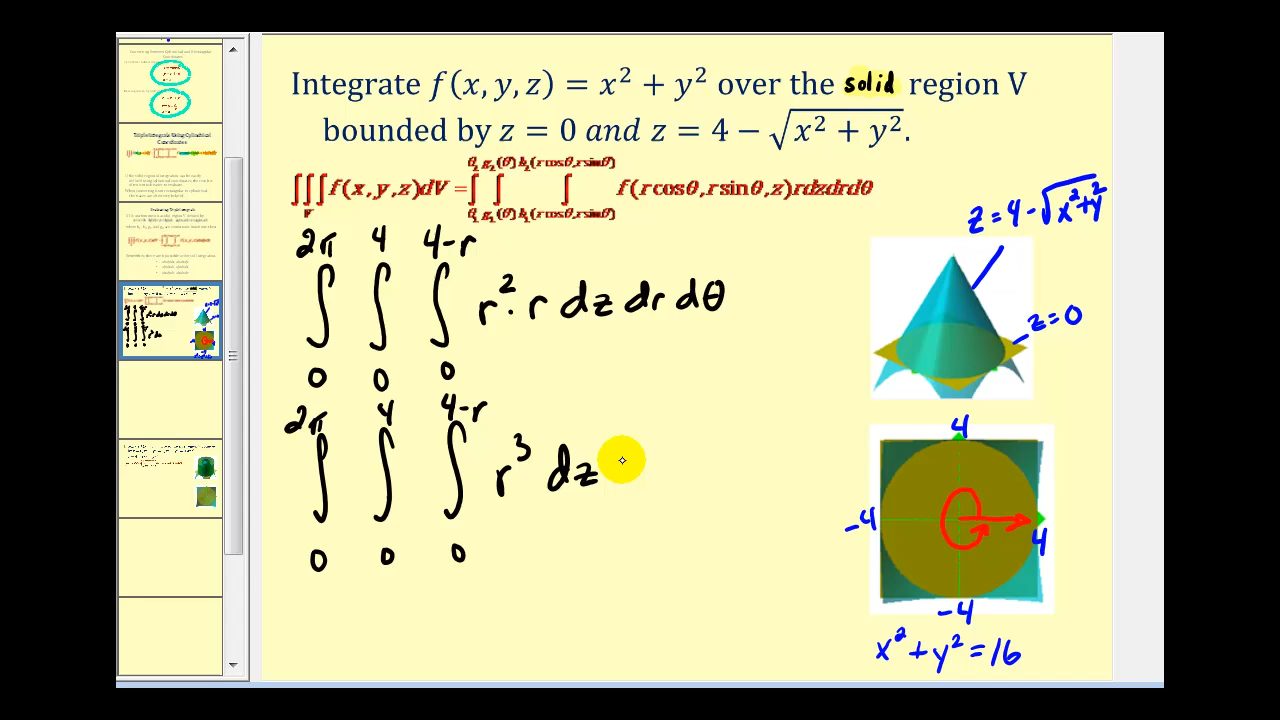 Integrate f(x, y, z) = x² + y² over the solid region V
bounded by z = 0 and z = 4 − √(x² + y²).
∭_V f(x, y, z)dV = ∫_{θ₁}^{θ₂} ∫_{g₁(θ)}^{g₂(θ)} ∫_{h₁(r cosθ, r sinθ)}^{h₂(r cosθ, r sinθ)} f(r cosθ, r sinθ, z) r dz dr dθ
∫_0^{2π} ∫_0^4 ∫_0^{4-r} r² · r dz dr dθ
∫_0^{2π} ∫_0^4 ∫_0^{4-r} r³ dz
z = 4 - √(x² + y²)
z = 0
4
-4
4
-4
x² + y² = 16